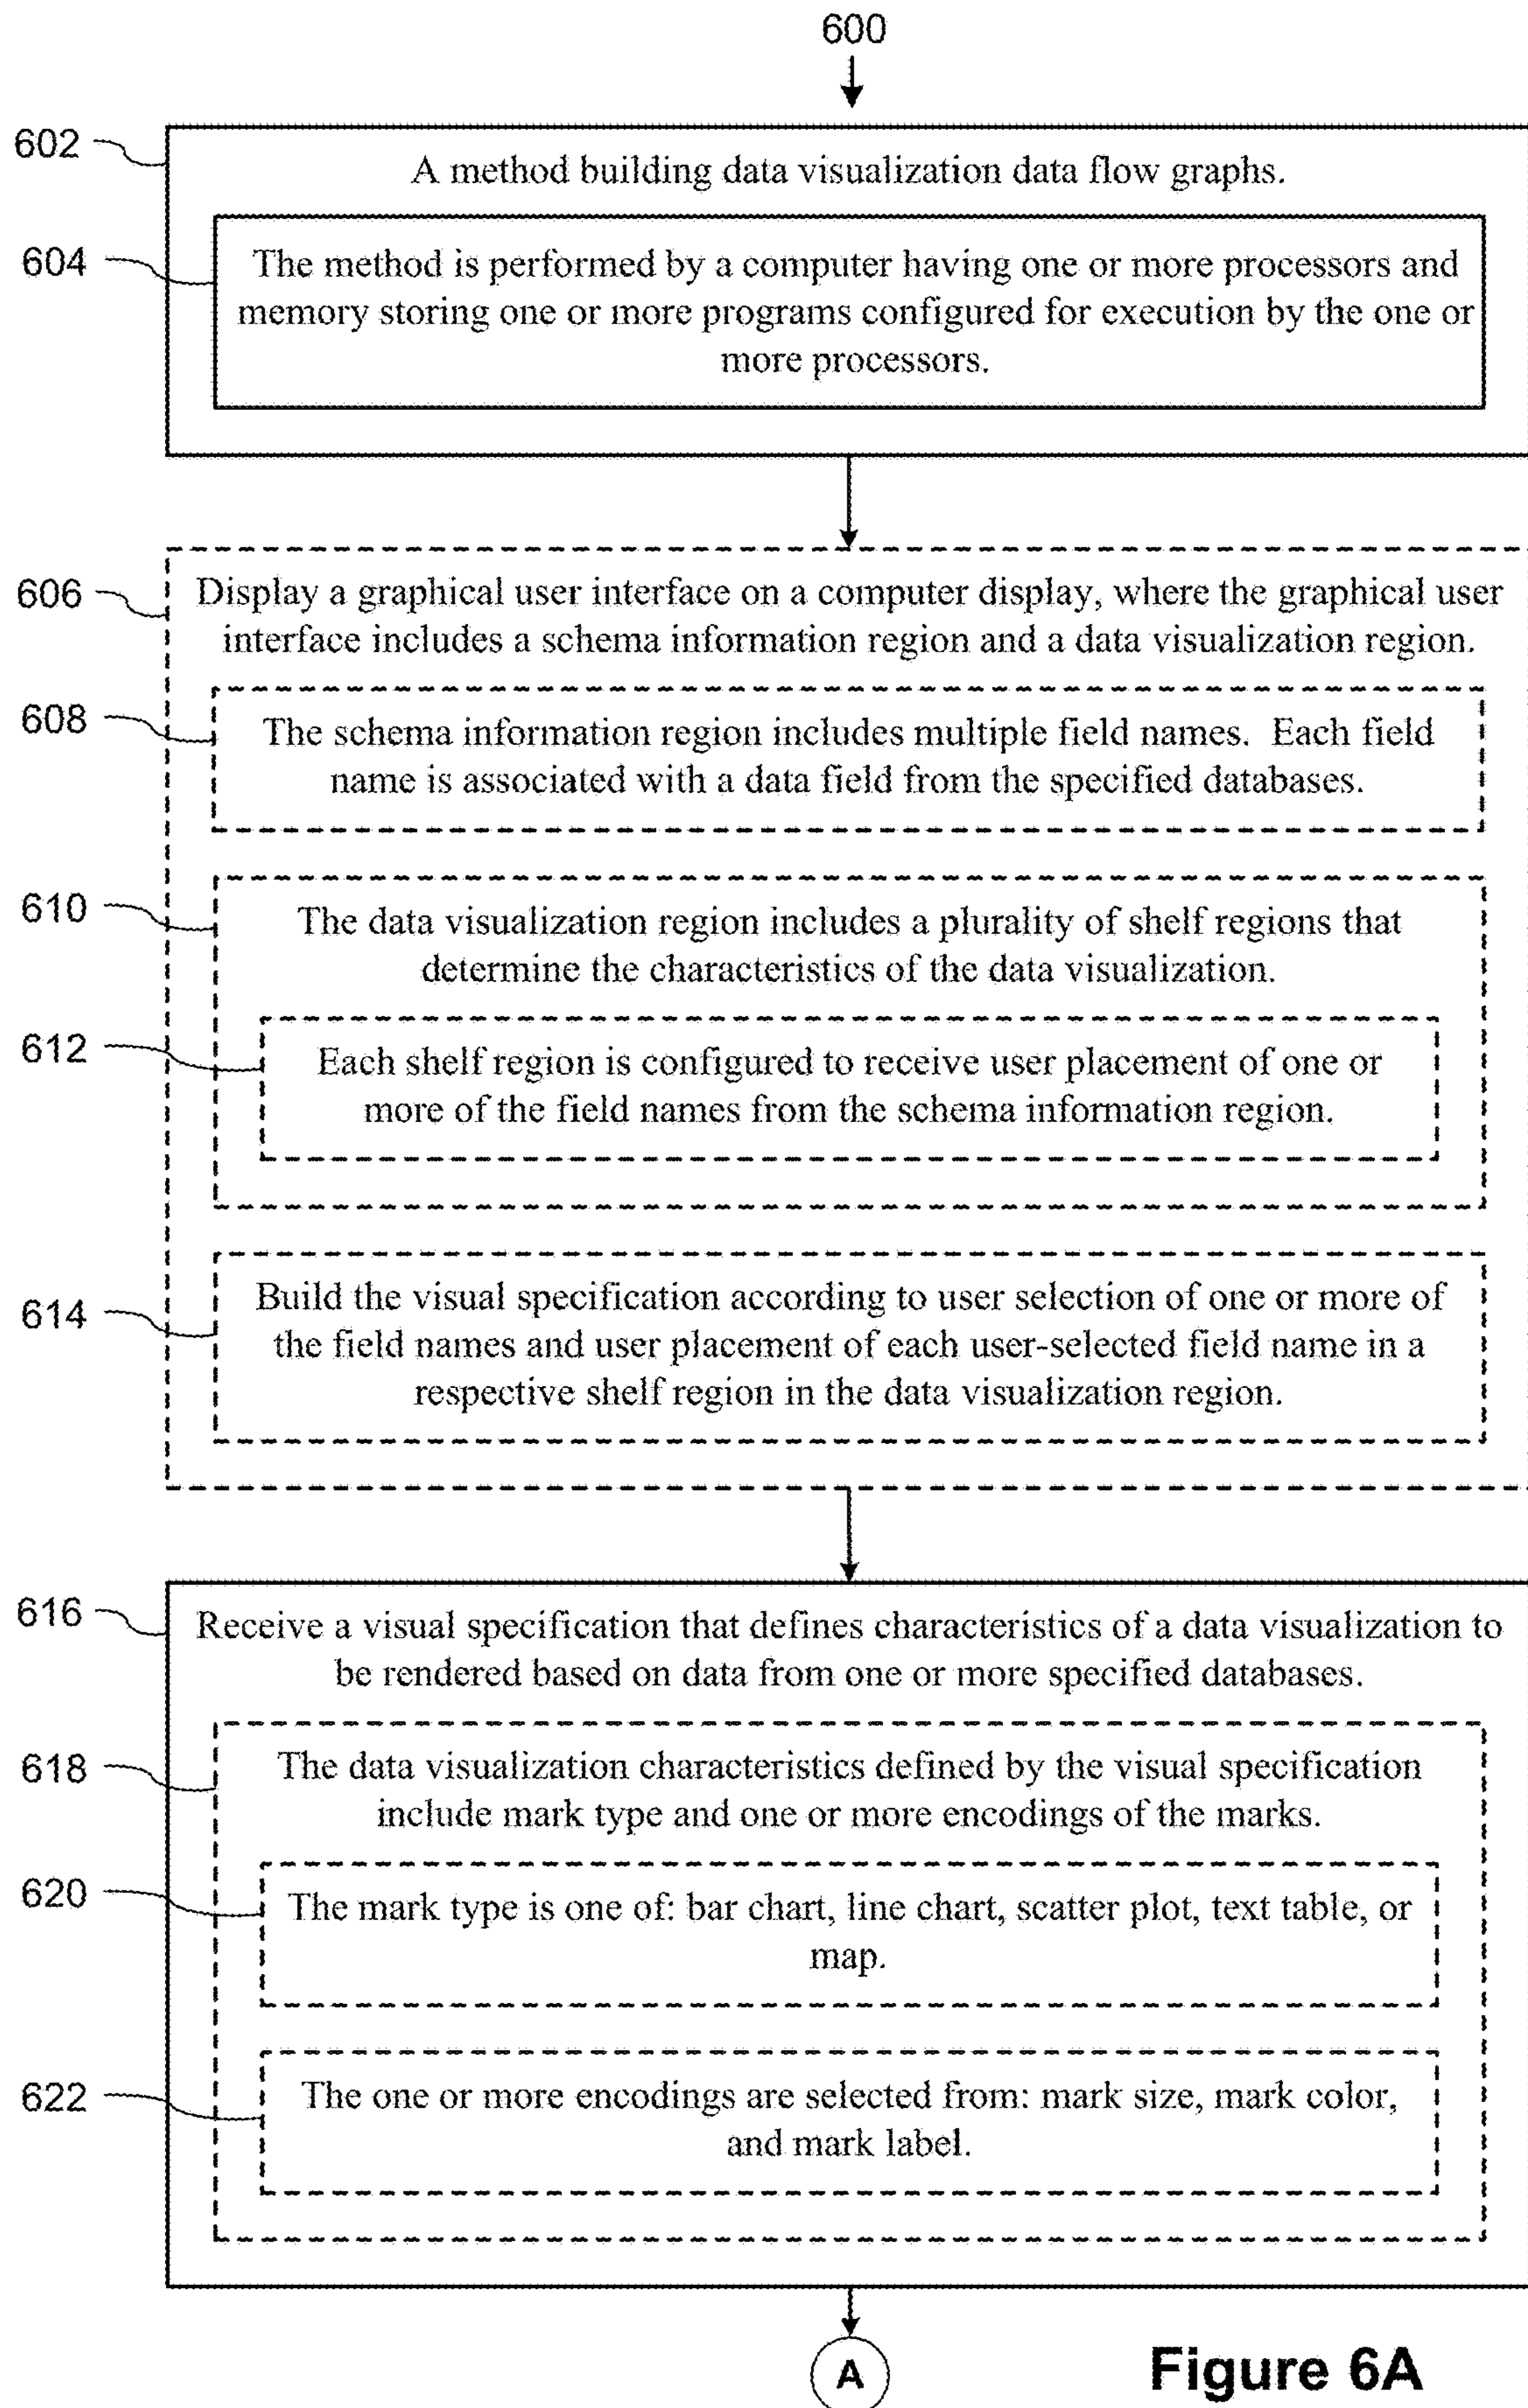 600
602
A method building data visualization data flow graphs.
604
The method is performed by a computer having one or more processors and
memory storing one or more programs configured for execution by the one or
more processors.
606
Display a graphical user interface on a computer display, where the graphical user
interface includes a schema information region and a data visualization region.
608
The schema information region includes multiple field names. Each field
name is associated with a data field from the specified databases.
610
The data visualization region includes a plurality of shelf regions that
determine the characteristics of the data visualization.
612
Each shelf region is configured to receive user placement of one or
more of the field names from the schema information region.
614
Build the visual specification according to user selection of one or more of
the field names and user placement of each user-selected field name in a
respective shelf region in the data visualization region.
616
Receive a visual specification that defines characteristics of a data visualization to
be rendered based on data from one or more specified databases.
618
The data visualization characteristics defined by the visual specification
include mark type and one or more encodings of the marks.
620
The mark type is one of: bar chart, line chart, scatter plot, text table, or
map.
622
The one or more encodings are selected from: mark size, mark color,
and mark label.
A
Figure 6A